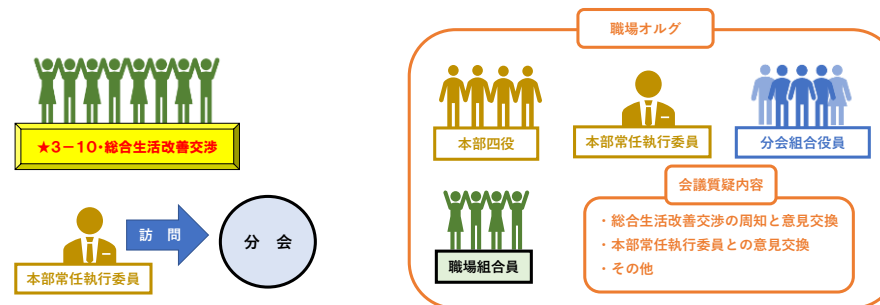 ★3－10・総合生活改善交渉
訪　問
分　会
本部常任執行委員
職場オルグ
本部四役
本部常任執行委員
分会組合役員
職場組合員
会議質疑内容
・総合生活改善交渉の周知と意見交換
・本部常任執行委員との意見交換
・その他